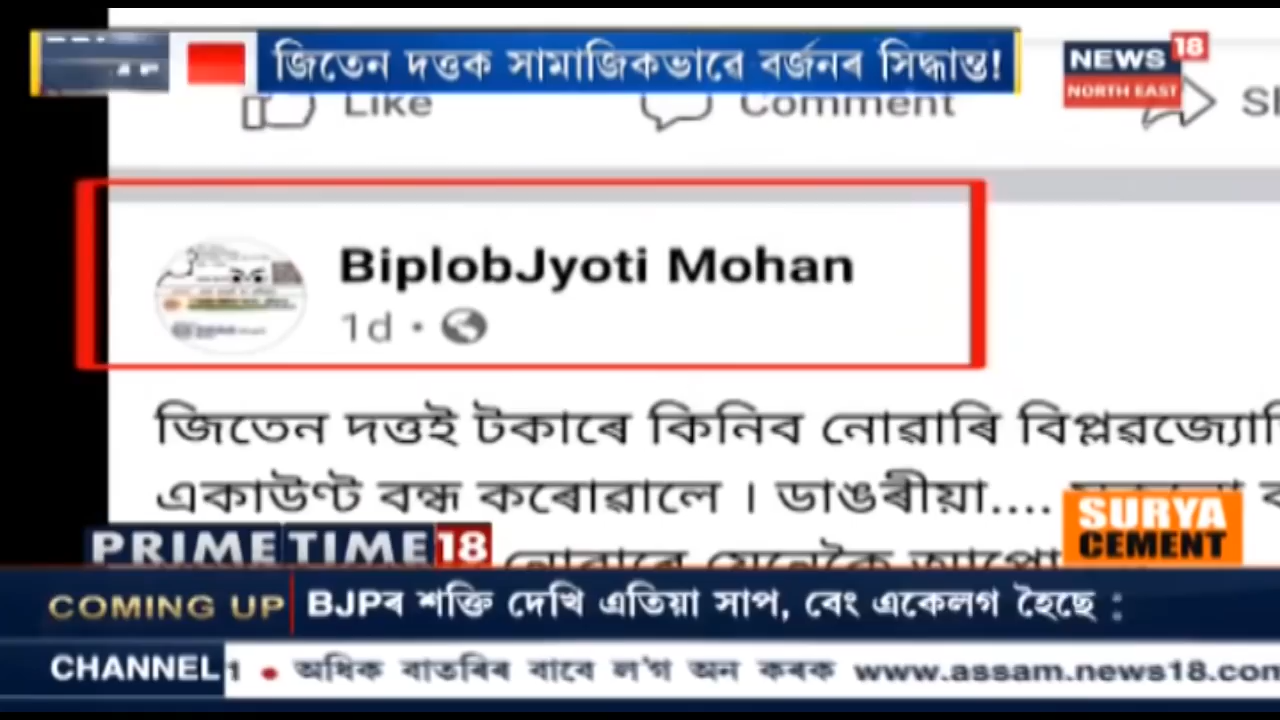 জিতেন দত্তক সামাজিকভাৱে বৰ্জনৰ সিদ্ধান্ত!
NEWS 18
NORTH EAST
Like Comment
BiplobJyoti Mohan
1d
জিতেন দত্তই টকাৰে কিনিব নোৱাৰি
একাউণ্ট বন্ধ কৰোৱালে । ডাঙৰীয়া....
SURYA
CEMENT
PRIMETIME18
নোৱাৰে যেনেকৈ
COMING UP BJPৰ শক্তি দেখি এতিয়া সাপ, বেং একেলগ হৈছে :
CHANNEL 1 • অধিক বাতৰিৰ বাবে ল'গ অন কৰক www.assam.news18.com